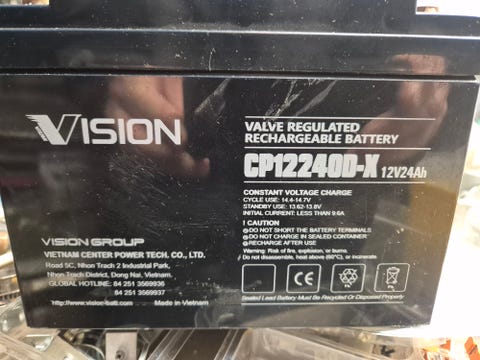 VISION
VALVE REGULATED
RECHARGEABLE BATTERY
CP12240D-X 12V24Ah
CONSTANT VOLTAGE CHARGE
CYCLE USE: 14.4-14.7V
STANDBY USE: 13.62-13.8V
INITIAL CURRENT: LESS THAN 9.6A
! CAUTION
DO NOT SHORT THE BATTERY TERMINALS
DO NOT CHARGE IN SEALED CONTAINER
RECHARGE AFTER USE
Warning: Risk of fire, explosion, or burns.
Do not disassemble, heat above (60°C), or incinerate.
Pb
Sealed Lead Battery Must Be Recycled Or Disposed Properly
VISION GROUP
VIETNAM CENTER POWER TECH. CO., LTD.
Road 5C, Nhon Trach 2 Industrial Park,
Nhon Trach District, Dong Nai, Vietnam.
GLOBAL HOTLINE: 84 251 3569936
84 251 3569937
http://www.vision-batt.com Made in Vietnam